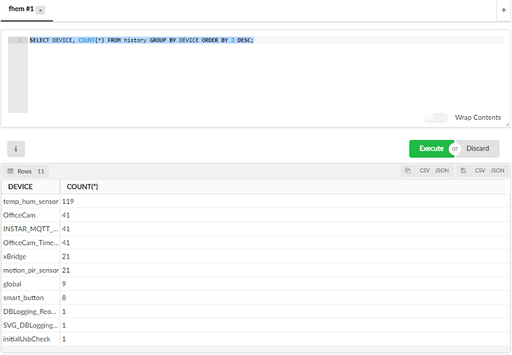 fhem #1
1 SELECT DEVICE, COUNT(*) FROM history GROUP BY DEVICE ORDER BY 2 DESC;
Wrap Contents
i Execute or Discard
Rows 11 CSV JSON CSV JSON
DEVICE COUNT(*)
temp_hum_sensor 119
OfficeCam 41
INSTAR_MQTT_... 41
OfficeCam_Time... 41
xBridge 21
motion_pir_sensor 21
global 9
smart_button 8
DBLogging_Reo... 1
SVG_DBLogging... 1
initialUsbCheck 1